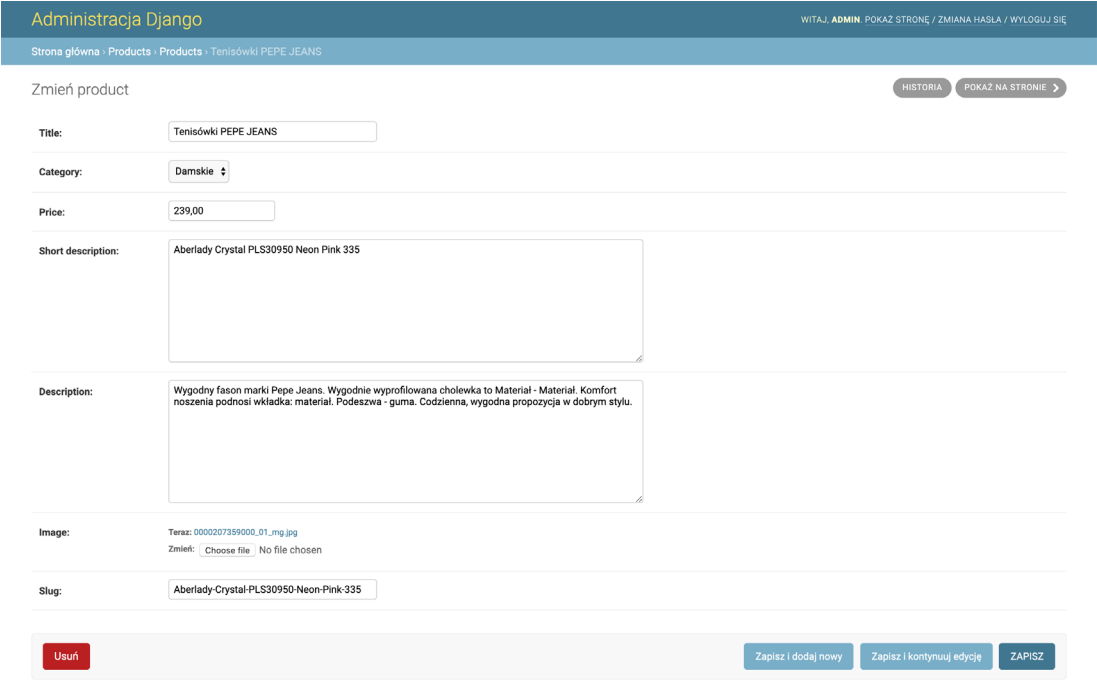 Administracja Django
WITAJ, ADMIN. POKAŻ STRONĘ / ZMIANA HASŁA / WYLOGUJ SIĘ
Strona główna › Products › Products › Tenisówki PEPE JEANS
Zmień product
HISTORIA
POKAŻ NA STRONIE
Title:
Tenisówki PEPE JEANS
Category:
Damskie
Price:
239,00
Short description:
Aberlady Crystal PLS30950 Neon Pink 335
Description:
Wygodny fason marki Pepe Jeans. Wygodnie wyprofilowana cholewka to Materiał - Materiał. Komfort
noszenia podnosi wkładka: materiał. Podeszwa - guma. Codzienna, wygodna propozycja w dobrym stylu.
Image:
Teraz: 0000207359000_01_mg.jpg
Zmień: Choose file No file chosen
Slug:
Aberlady-Crystal-PLS30950-Neon-Pink-335
Usuń
Zapisz i dodaj nowy
Zapisz i kontynuuj edycję
ZAPISZ